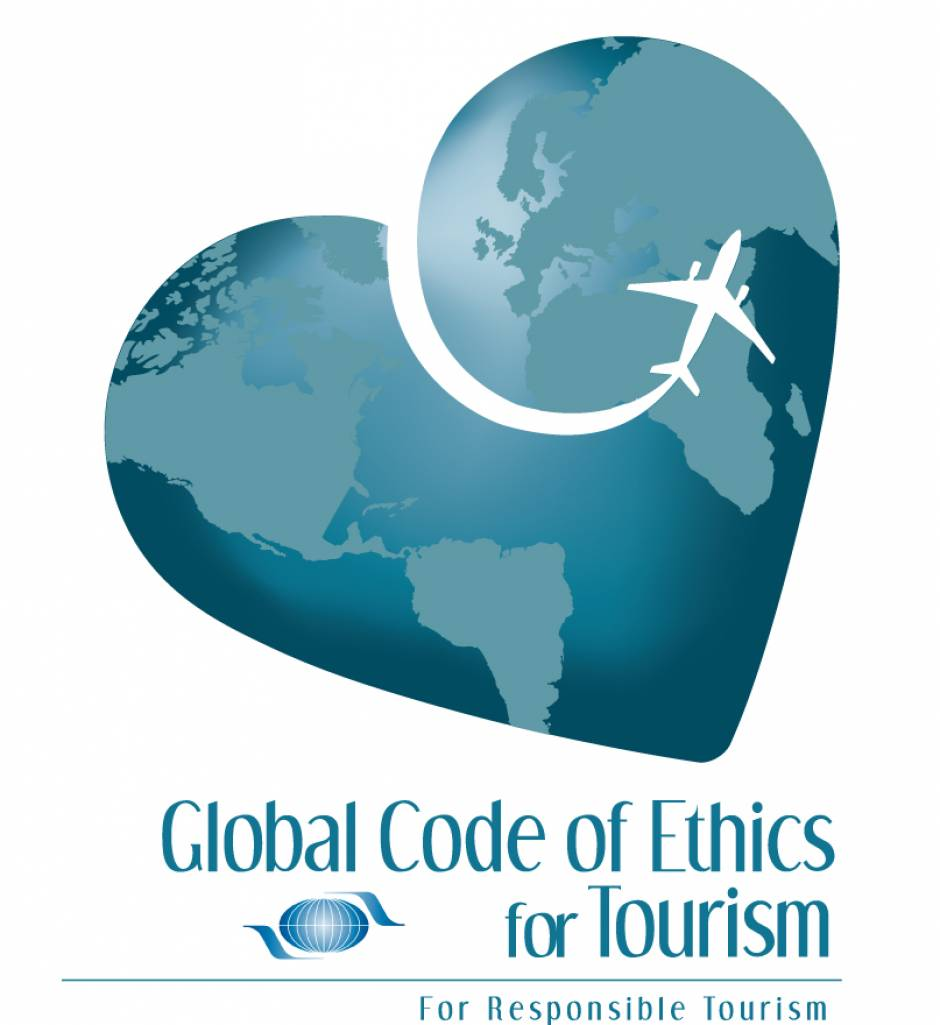 Global Code of Ethics
for Tourism
For Responsible Tourism